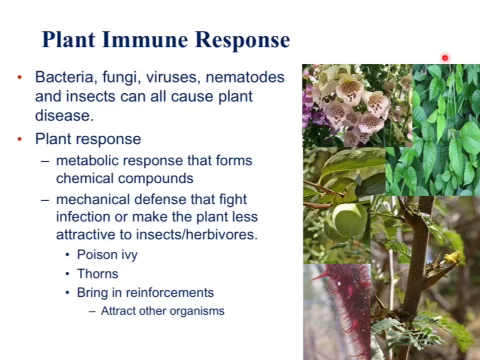 Plant Immune Response
• Bacteria, fungi, viruses, nematodes
and insects can all cause plant
disease.
• Plant response
– metabolic response that forms
chemical compounds
– mechanical defense that fight
infection or make the plant less
attractive to insects/herbivores.
• Poison ivy
• Thorns
• Bring in reinforcements
– Attract other organisms